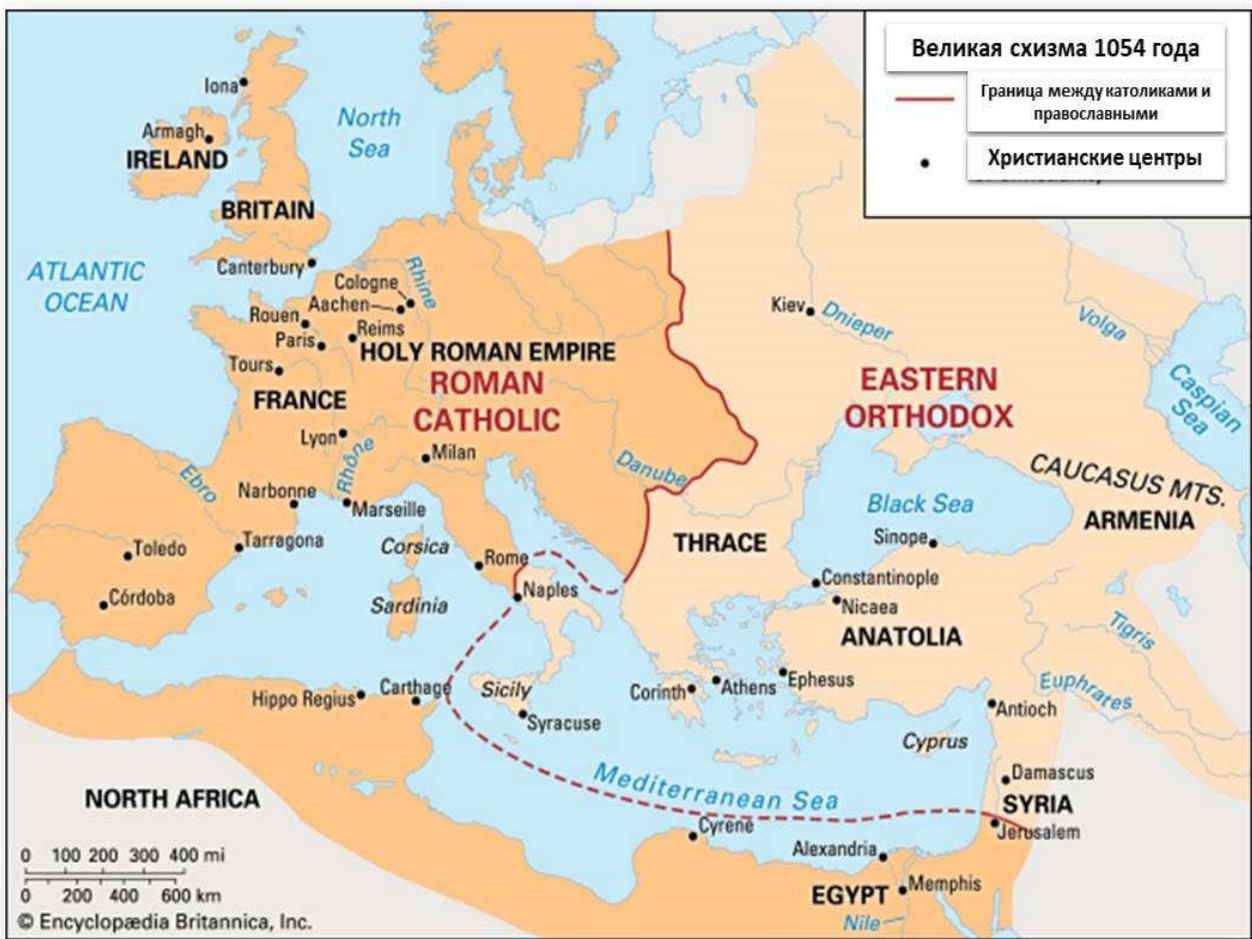 Великая схизма 1054 года
Граница между католиками и
православными
Христианские центры
Iona
North
Sea
Armagh
IRELAND
BRITAIN
ATLANTIC
OCEAN
Canterbury
Cologne
Rhine
Aachen
Rouen
Reims
Paris
HOLY ROMAN EMPIRE
Tours
ROMAN
CATHOLIC
FRANCE
Lyon
Rhône
Milan
Danube
Ebro
Narbonne
Marseille
Toledo
Tarragona
Corsica
Rome
Córdoba
Sardinia
Naples
Kiev
Dnieper
Volga
Caspian
Sea
EASTERN
ORTHODOX
CAUCASUS MTS.
Black Sea
ARMENIA
THRACE
Sinope
Constantinople
Nicaea
ANATOLIA
Tigris
Euphrates
Hippo Regius
Carthage
Sicily
Syracuse
Corinth
Athens
Ephesus
Antioch
Cyprus
Mediterranean Sea
Damascus
SYRIA
Jerusalem
NORTH AFRICA
Cyrene
Alexandria
EGYPT
Memphis
Nile
0 100 200 300 400 mi
0 200 400 600 km
© Encyclopædia Britannica, Inc.